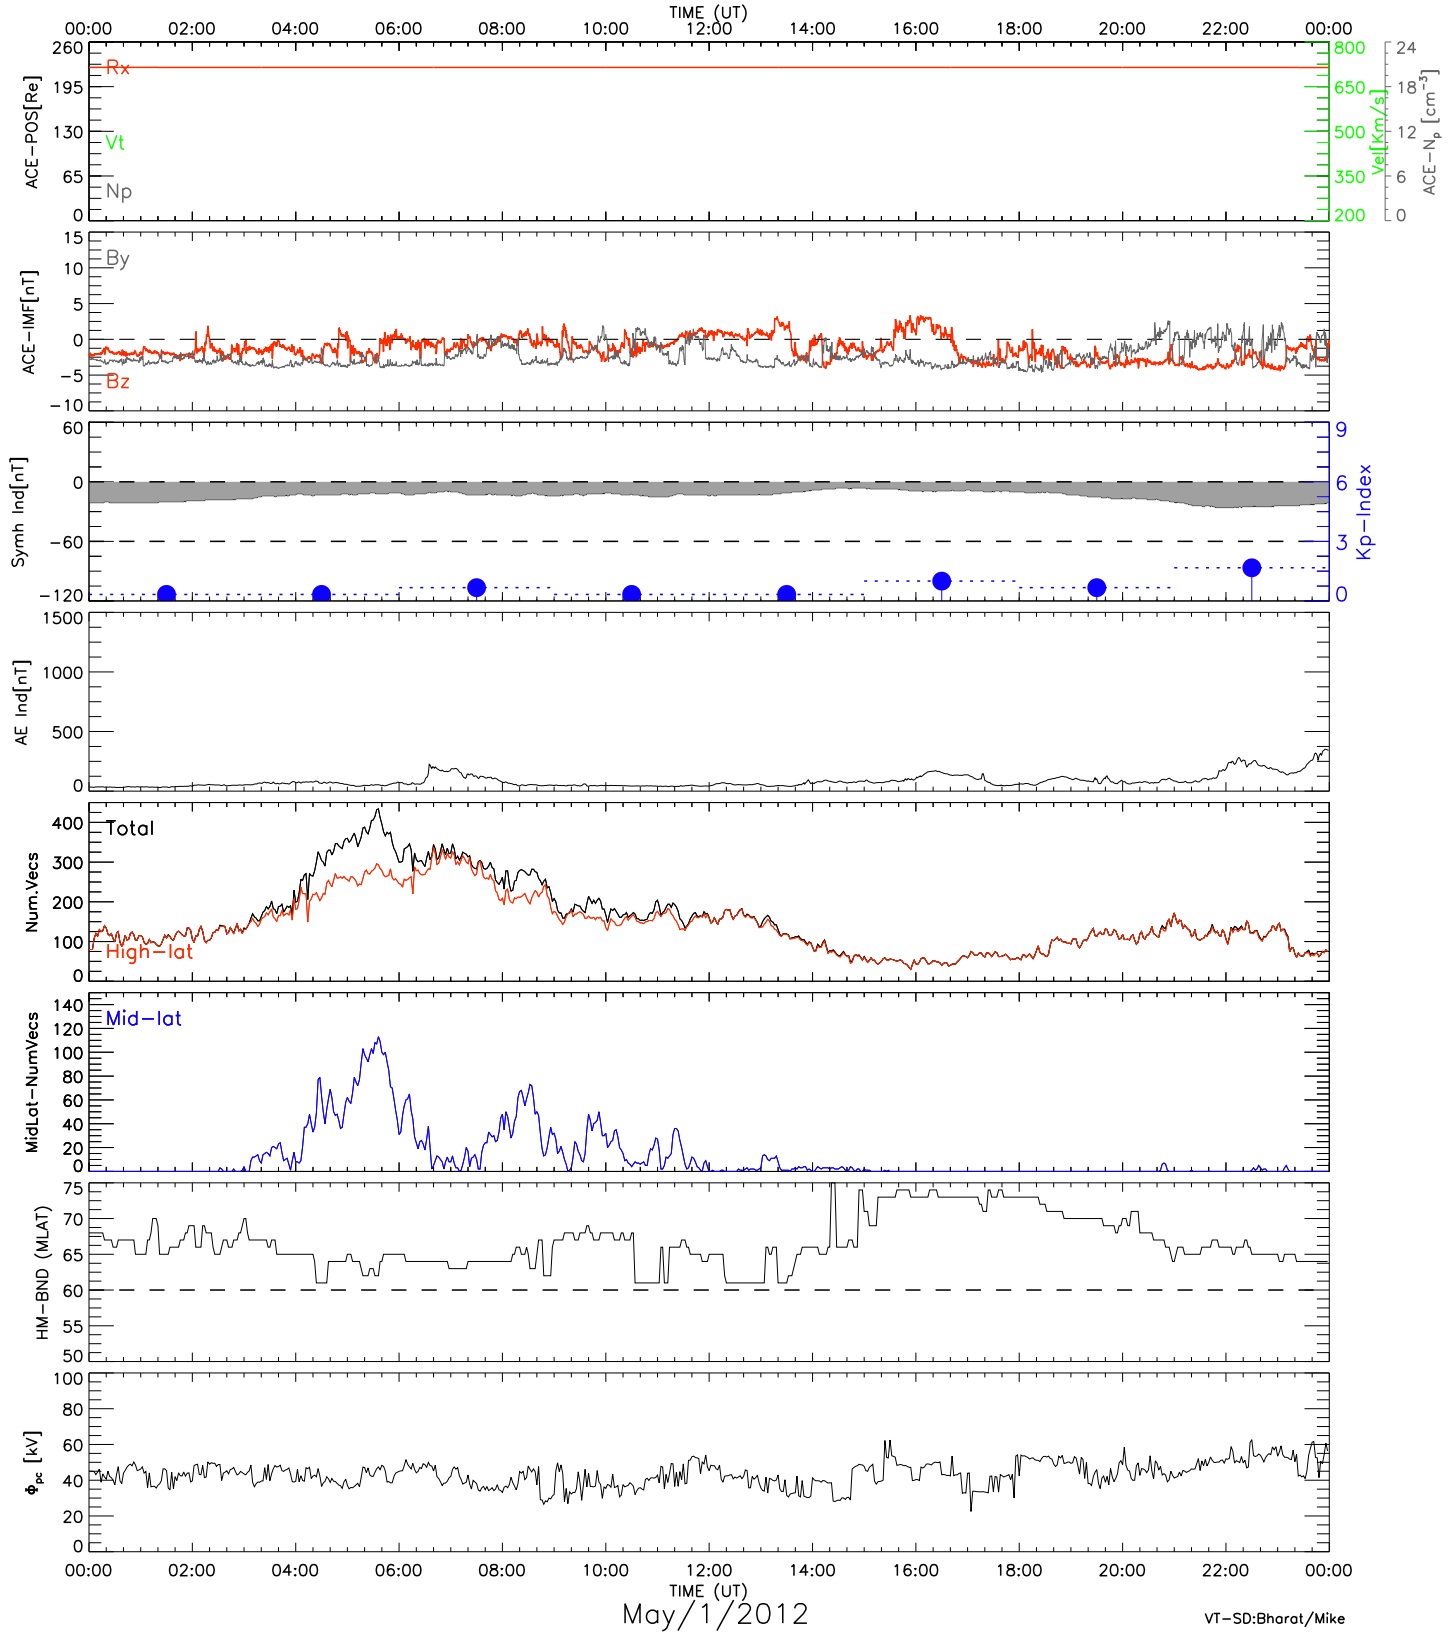 TIME (UT)
00:00 02:00 04:00 06:00 08:00 10:00 12:00 14:00 16:00 18:00 20:00 22:00 00:00
ACE-POS[Re]
260
195
130
65
0
Rx
Vt
Np
800
650
500
350
200
Vel[Km/s]
24
18
12
6
0
ACE-Np [cm-3]
ACE-IMF[nT]
15
10
5
0
-5
-10
By
Bz
Symh Ind[nT]
60
0
-60
-120
9
6
3
0
Kp-Index
AE Ind[nT]
1500
1000
500
0
Num.Vecs
400
300
200
100
0
Total
High-lat
MidLat-NumVecs
140
120
100
80
60
40
20
0
Mid-lat
HM-BND (MLAT)
75
70
65
60
55
50
Φpc [kV]
100
80
60
40
20
0
00:00 02:00 04:00 06:00 08:00 10:00 12:00 14:00 16:00 18:00 20:00 22:00 00:00
TIME (UT)
May/1/2012
VT-SD:Bharat/Mike